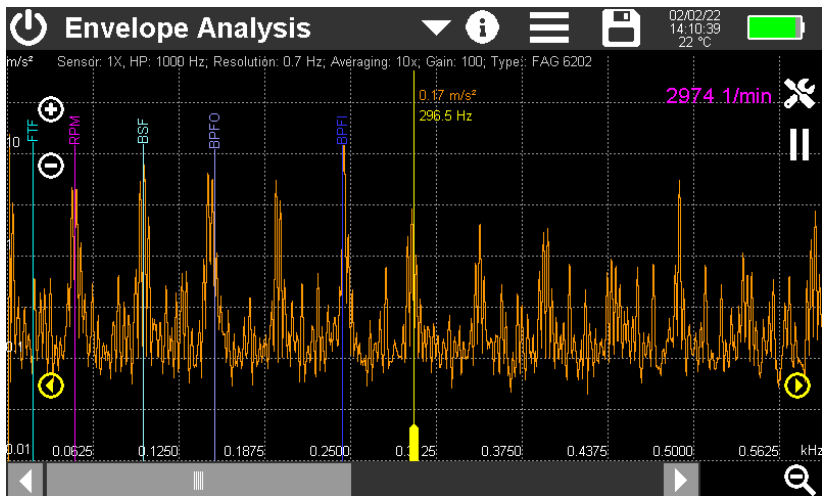 Envelope Analysis
02/02/22
14:10:39
22 °C
m/s²
Sensor: 1X, HP: 1000 Hz; Resolution: 0.7 Hz; Averaging: 10x; Gain: 100; Type: FAG 6202
0.17 m/s²
296.5 Hz
2974 1/min
FTF
RPM
BSF
BPFO
BPFI
10
1
0.1
0.01 0.0625 0.1250 0.1875 0.2500 0.3125 0.3750 0.4375 0.5000 0.5625 kHz